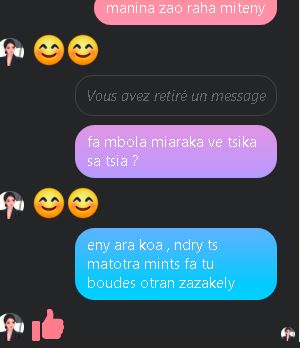 manina zao raha miteny
😊😊
Vous avez retiré un message
fa mbola miaraka ve tsika
sa tsia ?
😊😊
eny ara koa , ndry ts
matotra mints fa tu
boudes otran zazakely